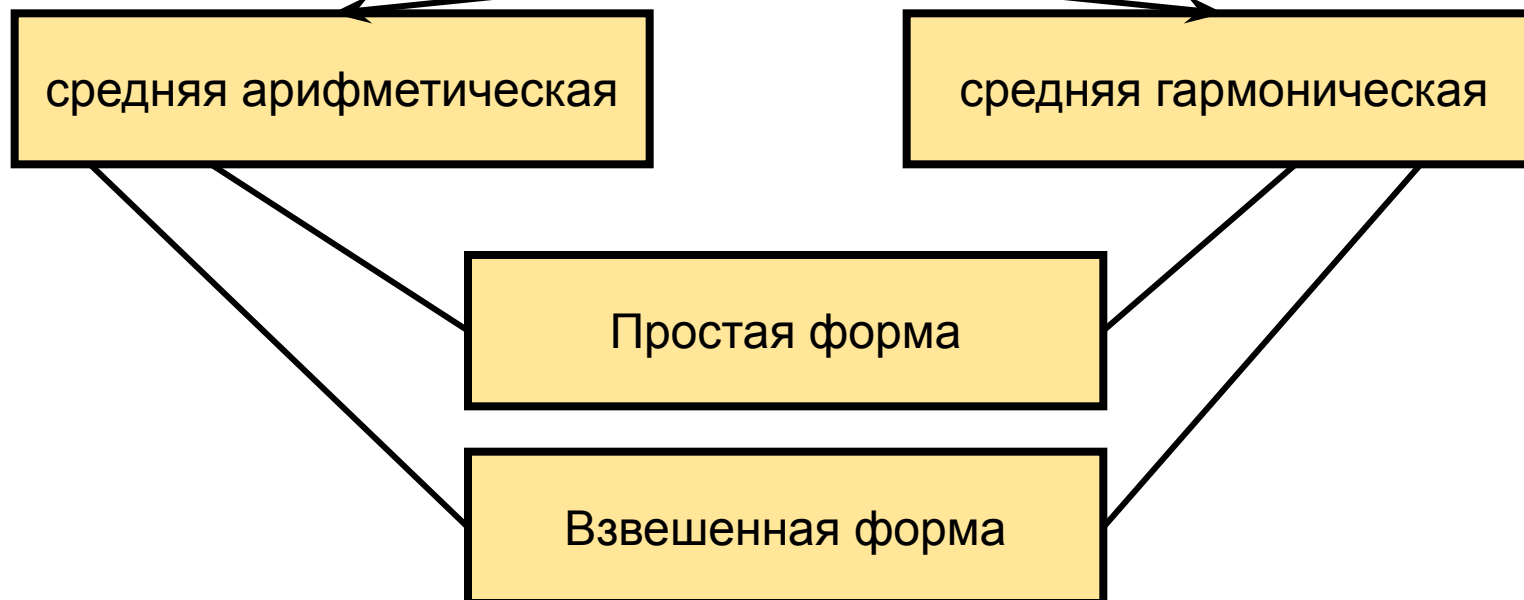 средняя арифметическая
средняя гармоническая
Простая форма
Взвешенная форма